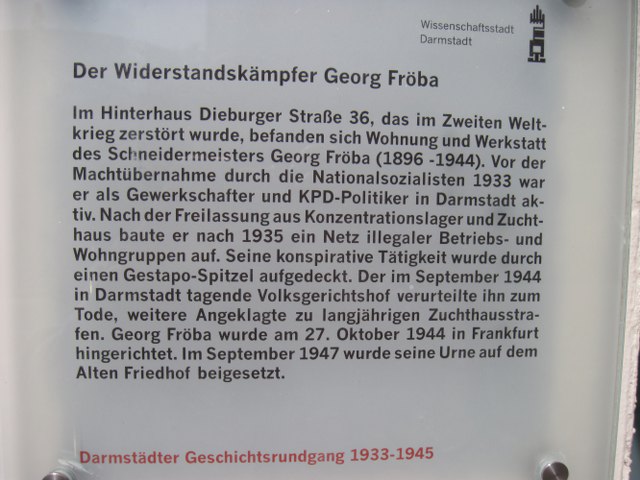 Wissenschaftsstadt
Darmstadt
Der Widerstandskämpfer Georg Fröba
Im Hinterhaus Dieburger Straße 36, das im Zweiten Welt-
krieg zerstört wurde, befanden sich Wohnung und Werkstatt
des Schneidermeisters Georg Fröba (1896 -1944). Vor der
Machtübernahme durch die Nationalsozialisten 1933 war
er als Gewerkschafter und KPD-Politiker in Darmstadt ak-
tiv. Nach der Freilassung aus Konzentrationslager und Zucht-
haus baute er nach 1935 ein Netz illegaler Betriebs- und
Wohngruppen auf. Seine konspirative Tätigkeit wurde durch
einen Gestapo-Spitzel aufgedeckt. Der im September 1944
in Darmstadt tagende Volksgerichtshof verurteilte ihn zum
Tode, weitere Angeklagte zu langjährigen Zuchthausstra-
fen. Georg Fröba wurde am 27. Oktober 1944 in Frankfurt
hingerichtet. Im September 1947 wurde seine Urne auf dem
Alten Friedhof beigesetzt.
Darmstädter Geschichtsrundgang 1933-1945